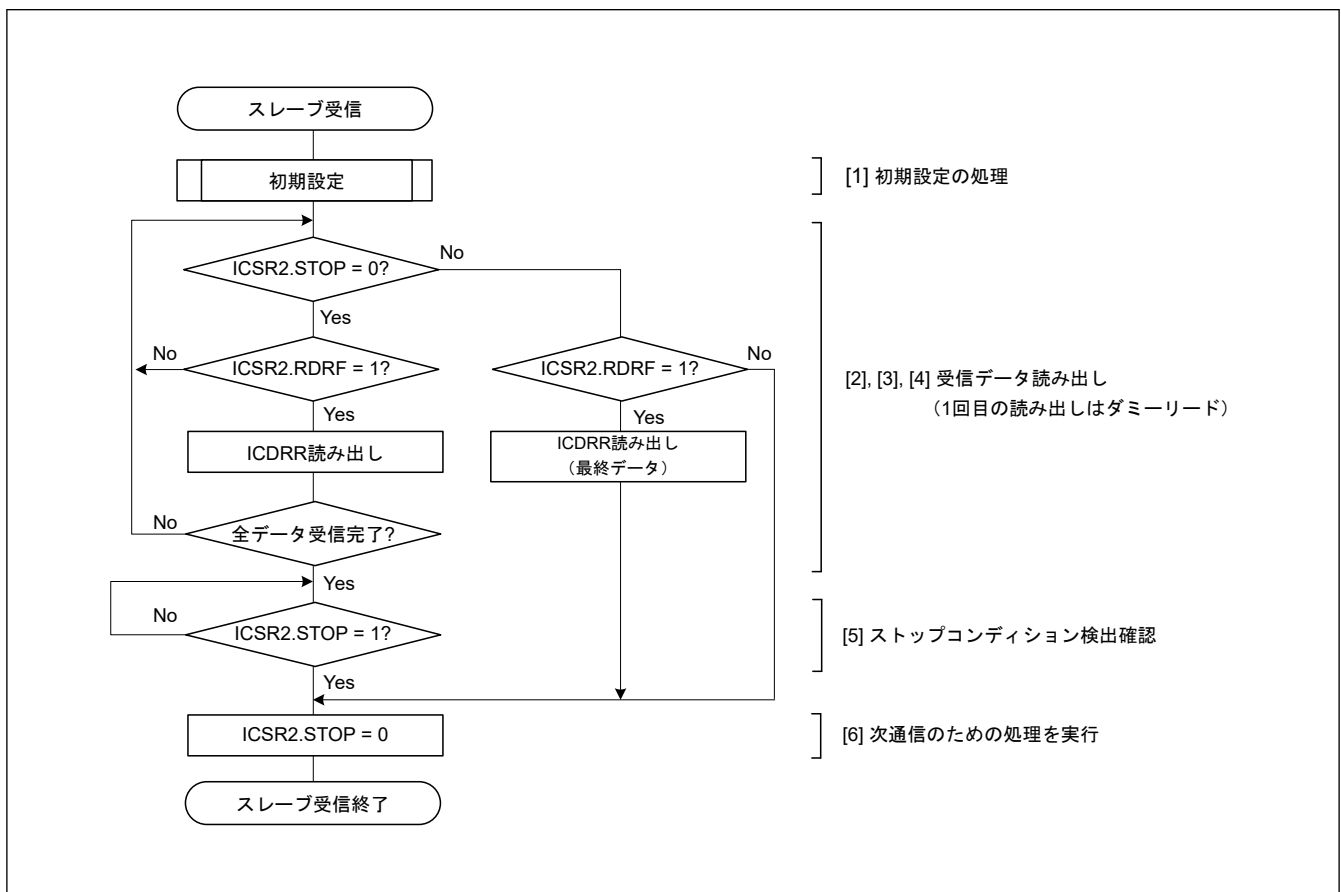 スレーブ受信
初期設定
[1] 初期設定の処理
ICSR2.STOP = 0?
No
Yes
No
ICSR2.RDRF = 1?
ICSR2.RDRF = 1?
No
[2], [3], [4] 受信データ読み出し
（1回目の読み出しはダミーリード）
Yes
Yes
ICDRR読み出し
ICDRR読み出し
（最終データ）
No
全データ受信完了?
Yes
No
ICSR2.STOP = 1?
[5] ストップコンディション検出確認
Yes
ICSR2.STOP = 0
[6] 次通信のための処理を実行
スレーブ受信終了